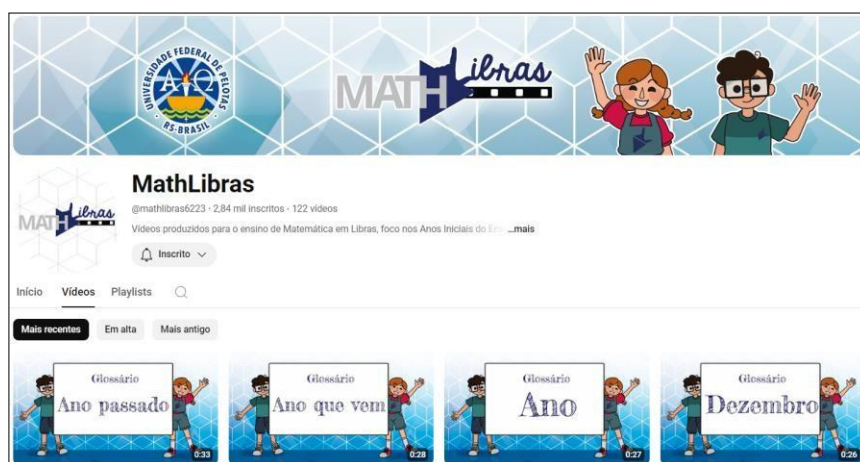 UNIVERSIDADE FEDERAL DE PELOTAS
RS-BRASIL
MATH Libras
MathLibras
MATH Libras
@mathlibras6223 · 2,84 mil inscritos · 122 vídeos
Vídeos produzidos para o ensino de Matemática em Libras, foco nos Anos Iniciais do En ...mais
Inscrito
Início Vídeos Playlists
Mais recentes Em alta Mais antigo
Glossário
Ano passado
0:33
Glossário
Ano que vem
0:28
Glossário
Ano
0:27
Glossário
Dezembro
0:26